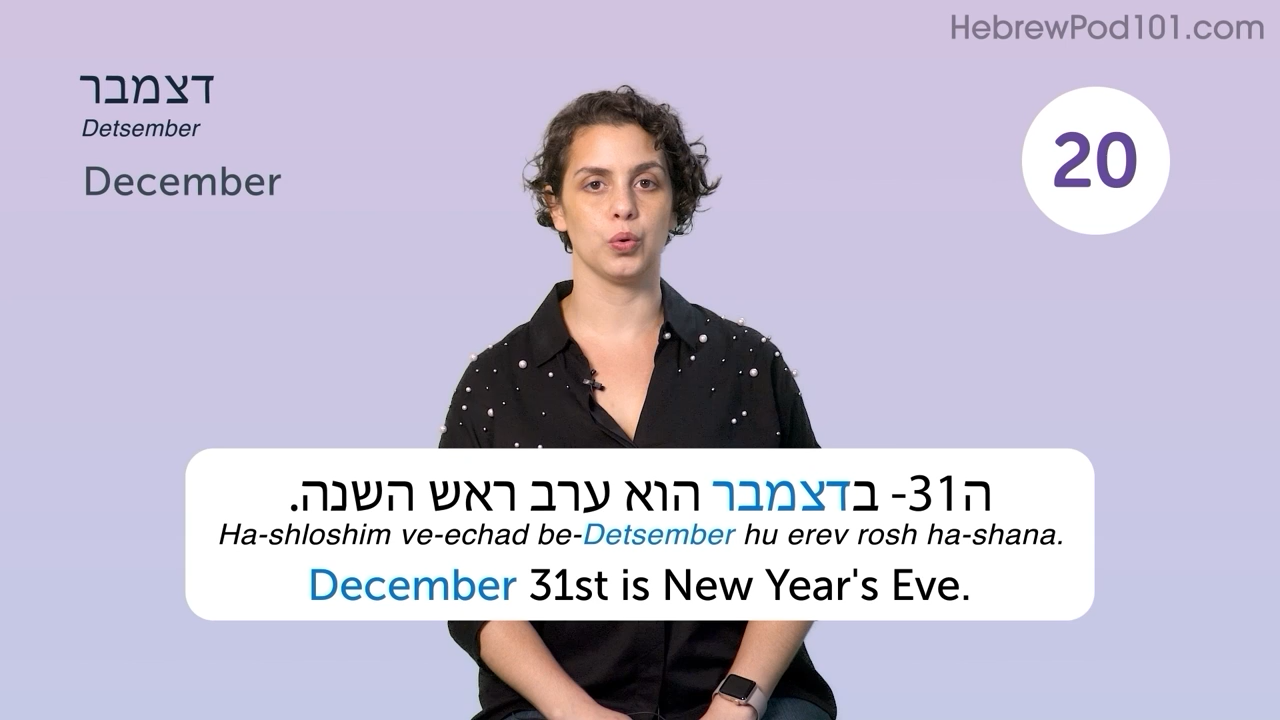 HebrewPod101.com
דצמבר
Detsember
December
20
ה31- בדצמבר הוא ערב ראש השנה.
Ha-shloshim ve-echad be-Detsember hu erev rosh ha-shana.
December 31st is New Year's Eve.